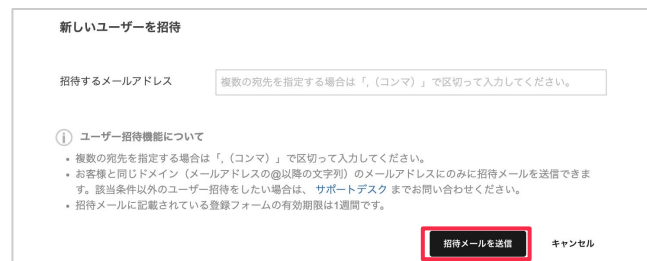 新しいユーザーを招待
招待するメールアドレス
複数の宛先を指定する場合は「,（コンマ）」で区切って入力してください。
ユーザー招待機能について
• 複数の宛先を指定する場合は「,（コンマ）」で区切って入力してください。
• お客様と同じドメイン（メールアドレスの@以降の文字列）のメールアドレスにのみに招待メールを送信できま
す。該当条件以外のユーザー招待をしたい場合は、 サポートデスク までお問い合わせください。
• 招待メールに記載されている登録フォームの有効期限は1週間です。
招待メールを送信 キャンセル